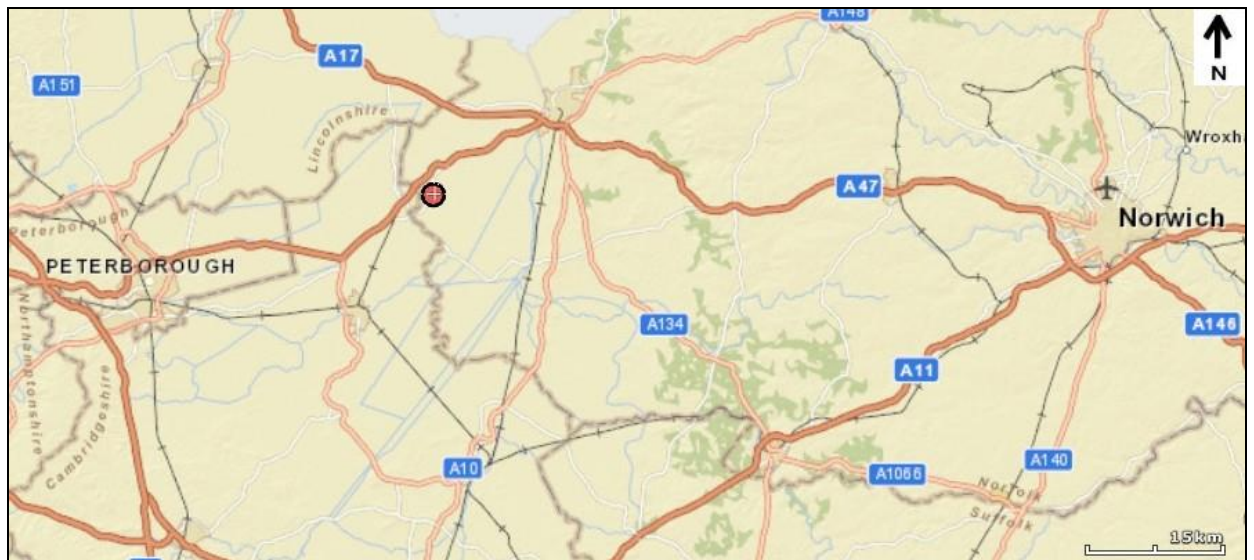 A148
A17
A151
Lincolnshire
N
Wroxh
A47
Peterborough
Norwich
PETERBOROUGH
A134
A146
Northamptonshire
A11
Cambridgeshire
A10
A1066
A140
Norfolk
Suffolk
15km